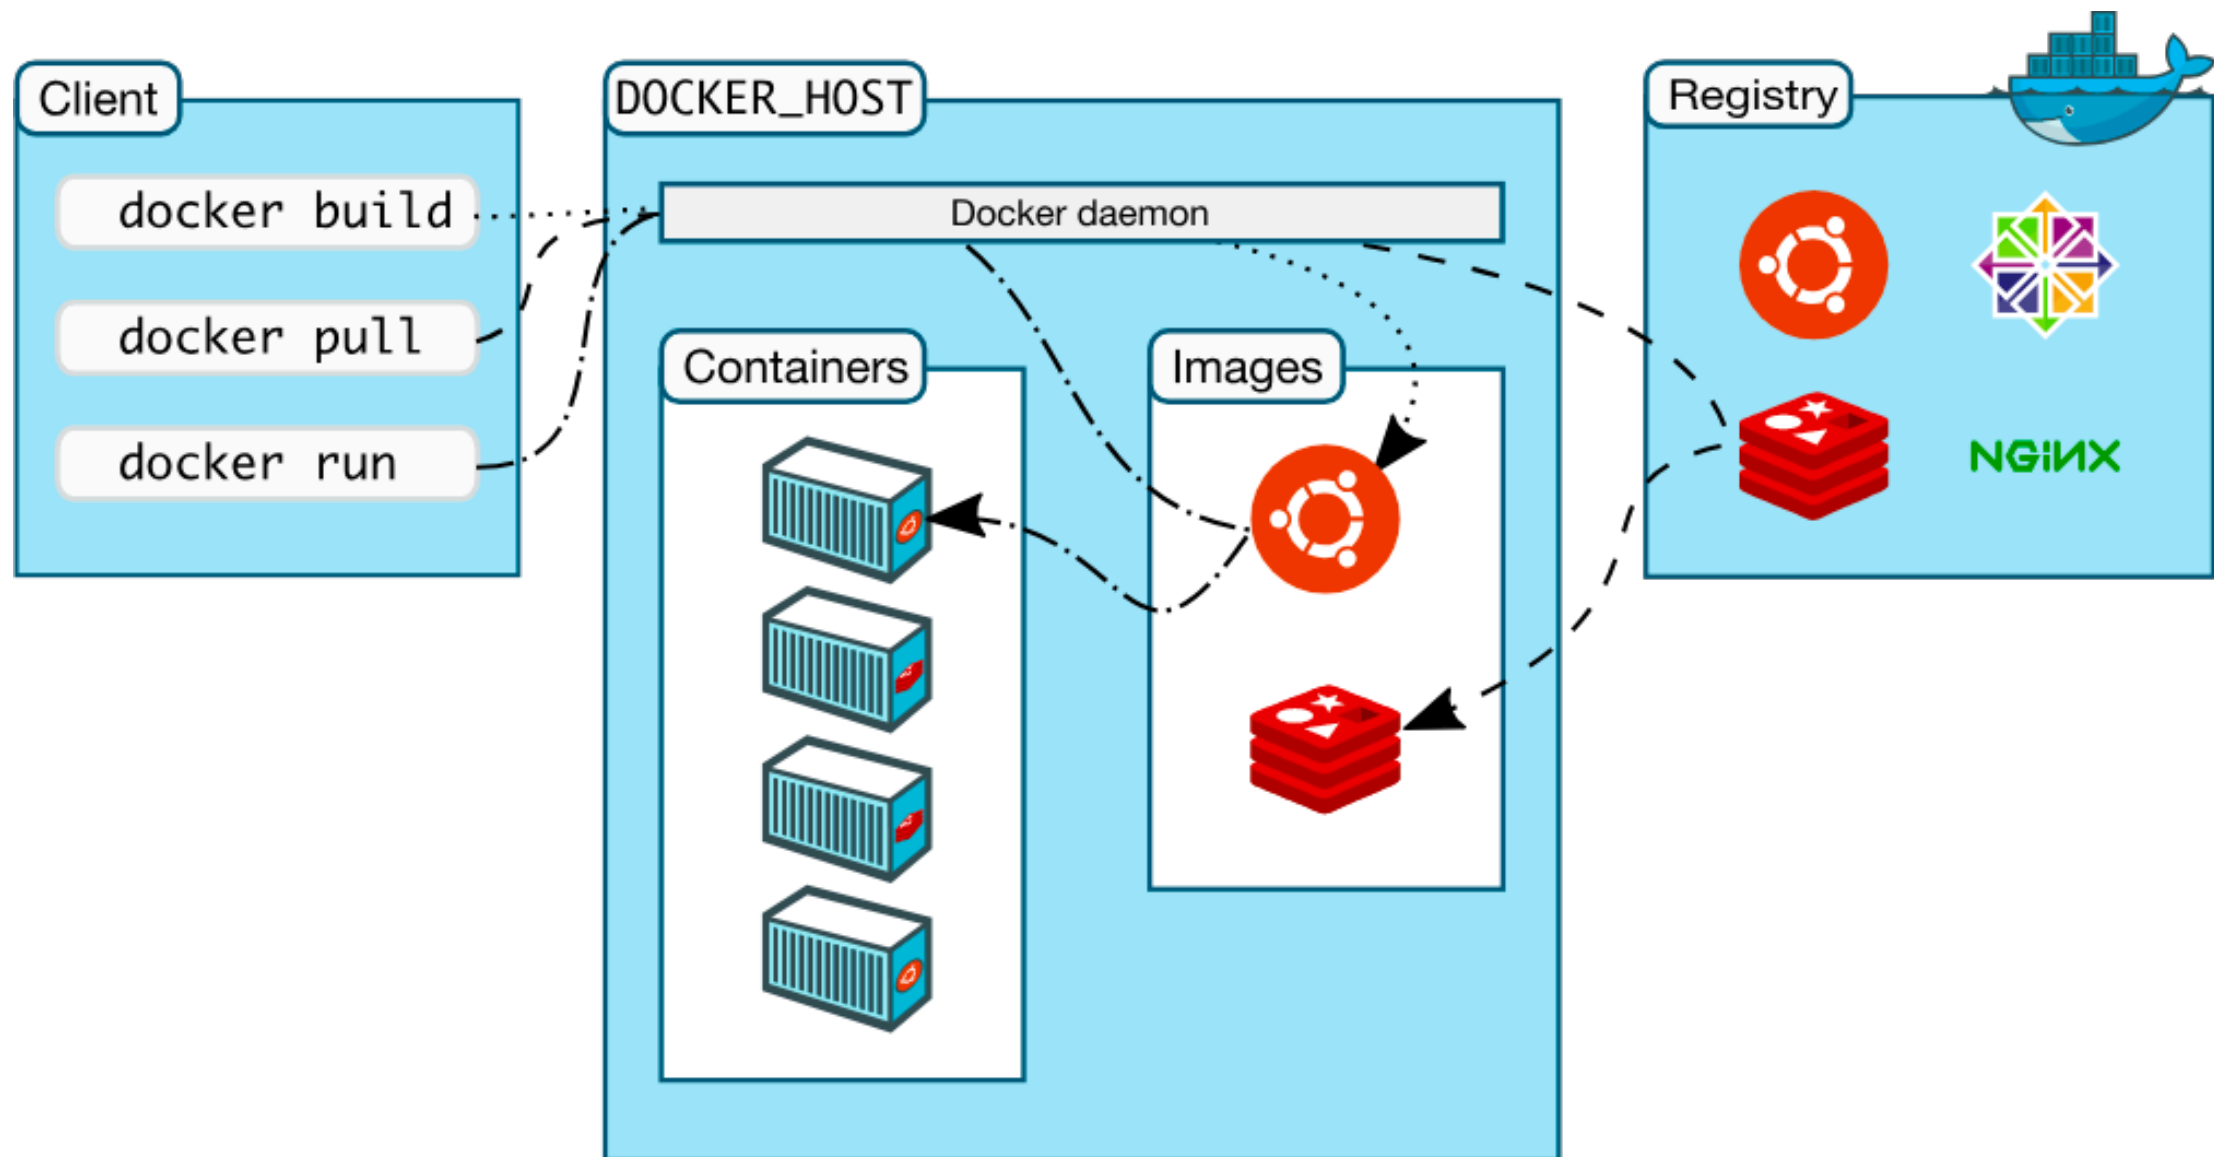 Client
docker build
docker pull
docker run
DOCKER_HOST
Docker daemon
Containers
Images
Registry
NGiNX